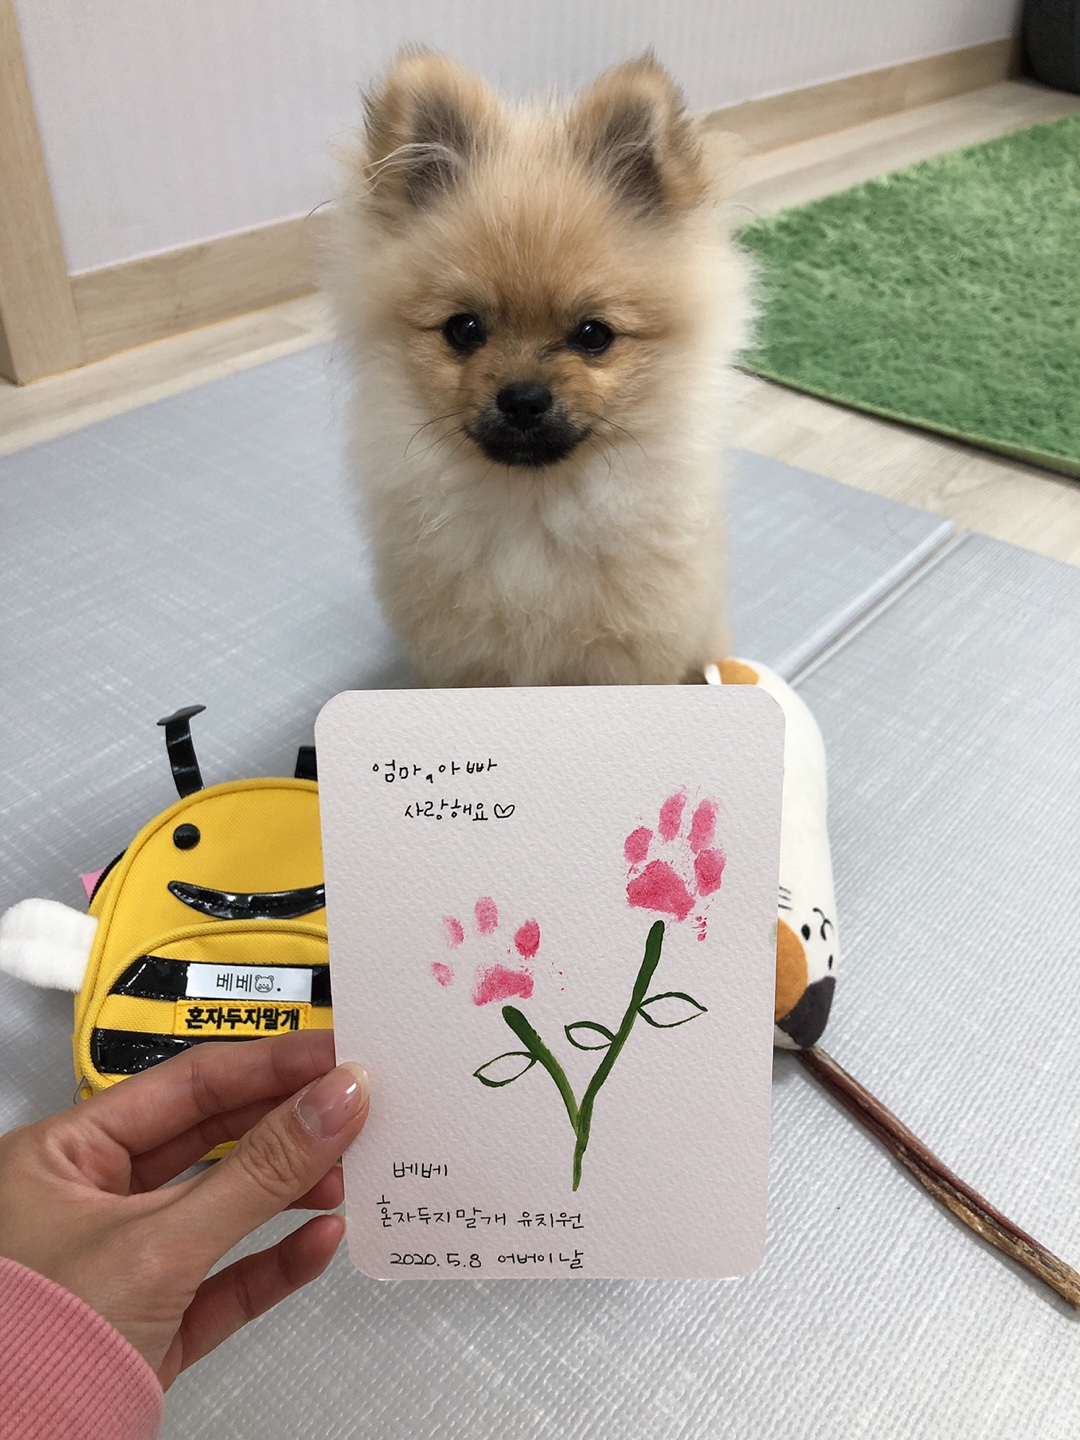 엄마, 아빠
사랑해요♡
베베.
혼자두지말개
베베
혼자두지말개 유치원
2020.5.8 어버이날